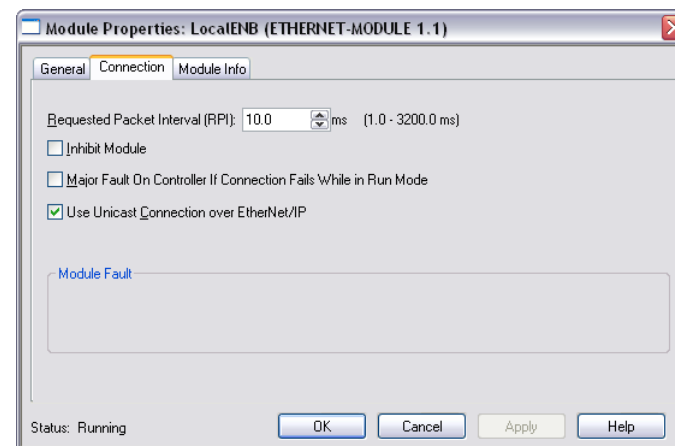 Module Properties: LocalENB (ETHERNET-MODULE 1.1)
General Connection Module Info
Requested Packet Interval (RPI): 10.0 ms (1.0 - 3200.0 ms)
Inhibit Module
Major Fault On Controller If Connection Fails While in Run Mode
Use Unicast Connection over EtherNet/IP
Module Fault
Status: Running OK Cancel Apply Help